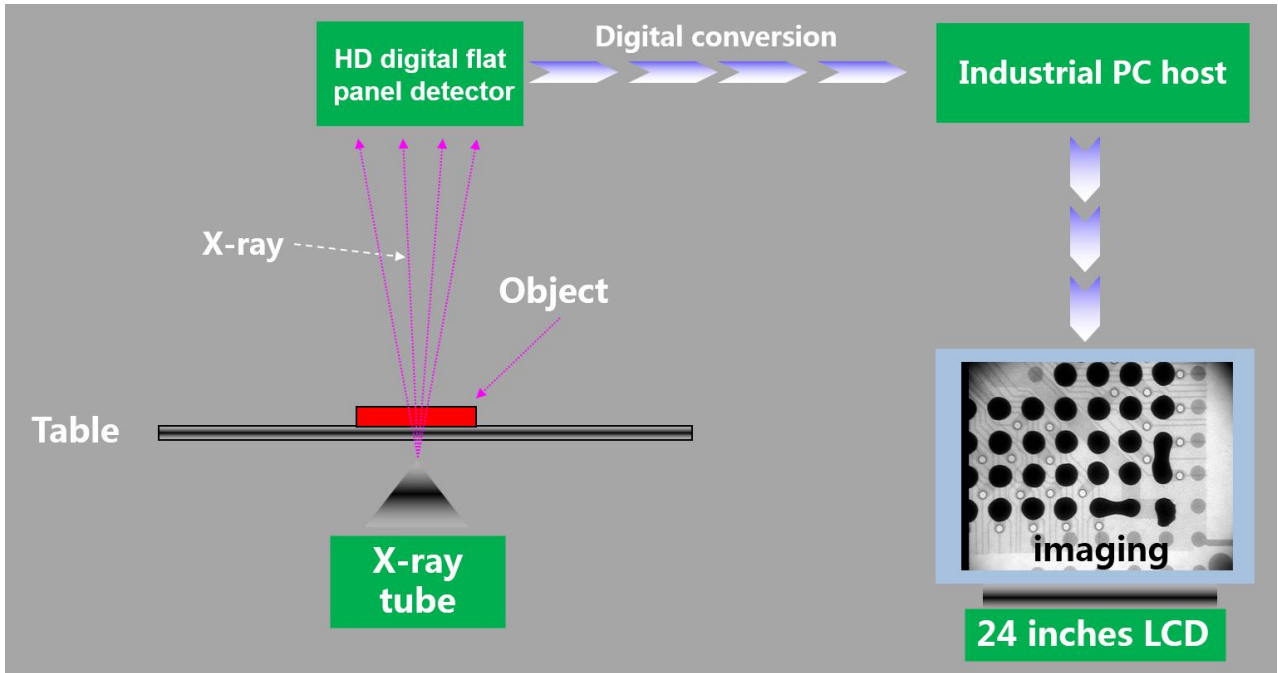 HD digital flat
panel detector
Digital conversion
Industrial PC host
X-ray
Object
Table
X-ray
tube
imaging
24 inches LCD